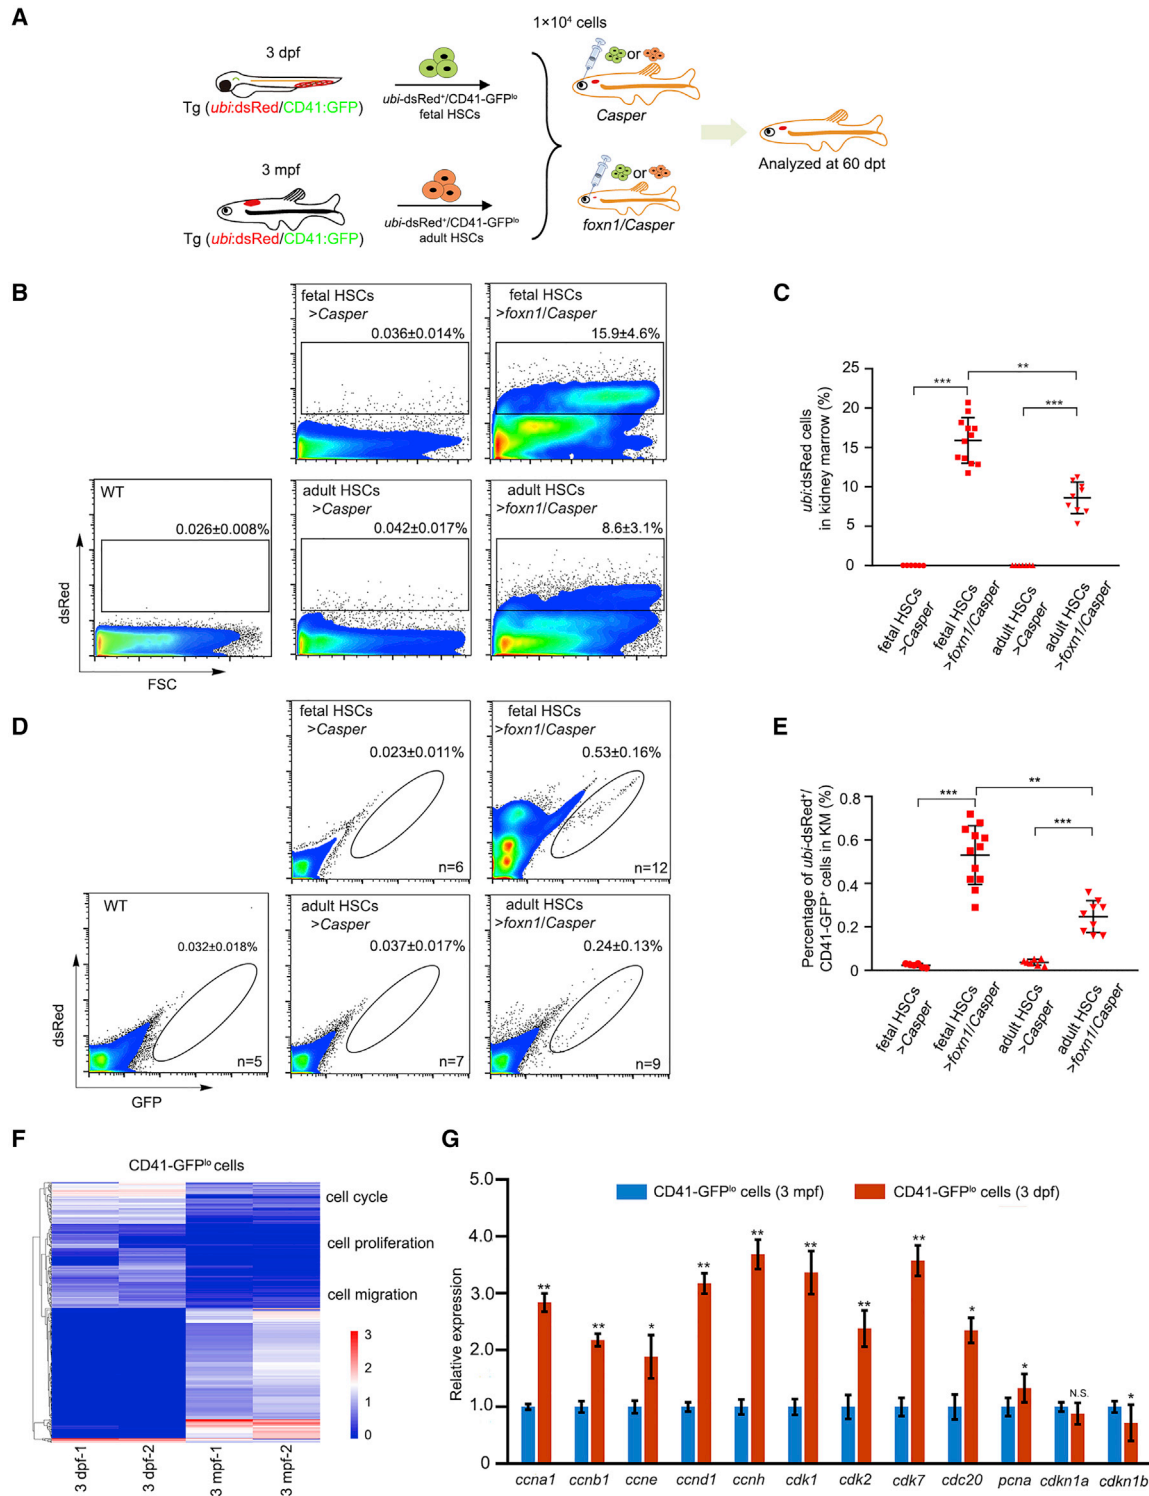 A
1×10⁴ cells
3 dpf
Tg (ubi:dsRed/CD41:GFP)
ubi-dsRed⁺/CD41-GFPˡᵒ
fetal HSCs
or
Casper
3 mpf
Tg (ubi:dsRed/CD41:GFP)
ubi-dsRed⁺/CD41-GFPˡᵒ
adult HSCs
or
foxn1/Casper
Analyzed at 60 dpt
B
fetal HSCs
>Casper
0.036±0.014%
fetal HSCs
>foxn1/Casper
15.9±4.6%
WT
0.026±0.008%
adult HSCs
>Casper
0.042±0.017%
adult HSCs
>foxn1/Casper
8.6±3.1%
dsRed
FSC
C
ubi:dsRed cells
in kidney marrow (%)
25
20
15
10
5
0
***
**
***
fetal HSCs
>Casper
fetal HSCs
>foxn1/Casper
adult HSCs
>Casper
adult HSCs
>foxn1/Casper
D
fetal HSCs
>Casper
0.023±0.011%
n=6
fetal HSCs
>foxn1/Casper
0.53±0.16%
n=12
WT
0.032±0.018%
n=5
adult HSCs
>Casper
0.037±0.017%
n=7
adult HSCs
>foxn1/Casper
0.24±0.13%
n=9
dsRed
GFP
E
Percentage of ubi-dsRed⁺/
CD41-GFP⁺ cells in KM (%)
0.8
0.6
0.4
0.2
0
***
**
***
fetal HSCs
>Casper
fetal HSCs
>foxn1/Casper
adult HSCs
>Casper
adult HSCs
>foxn1/Casper
F
CD41-GFPˡᵒ cells
cell cycle
cell proliferation
cell migration
3
2
1
0
3 dpf-1
3 dpf-2
3 mpf-1
3 mpf-2
G
CD41-GFPˡᵒ cells (3 mpf)
CD41-GFPˡᵒ cells (3 dpf)
Relative expression
5.0
4.0
3.0
2.0
1.0
0
**
**
*
**
**
**
**
**
*
*
N.S.
*
ccna1
ccnb1
ccne
ccnd1
ccnh
cdk1
cdk2
cdk7
cdc20
pcna
cdkn1a
cdkn1b